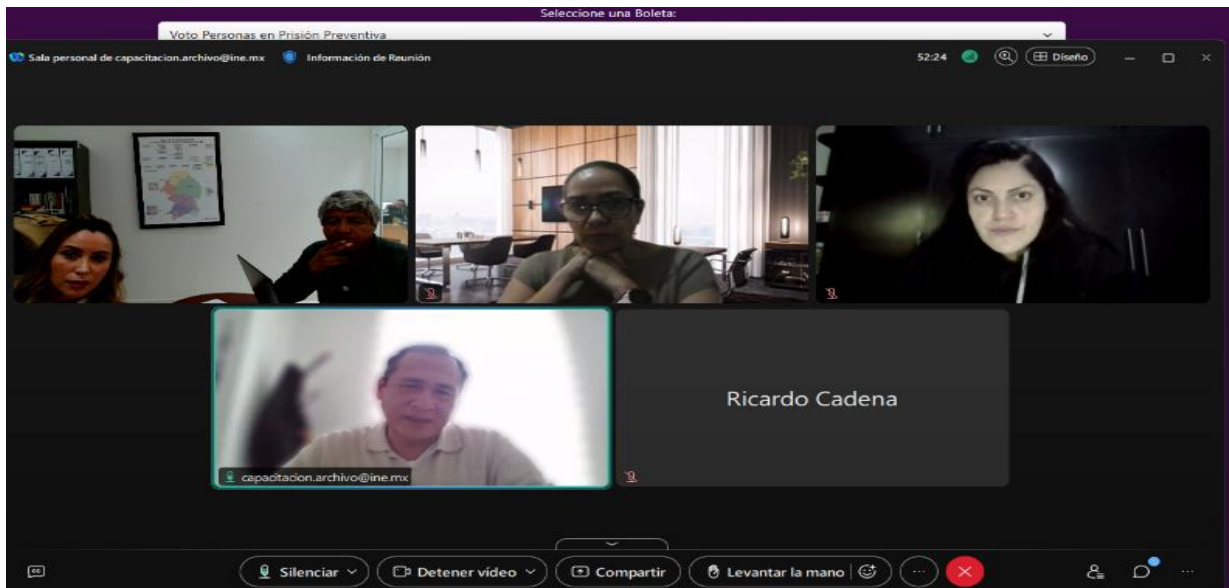 Seleccione una Boleta:
Voto Personas en Prisión Preventiva
Sala personal de capacitacion.archivo@ine.mx Información de Reunión 52:24 Diseño
Ricardo Cadena
capacitacion.archivo@ine.mx
Silenciar Detener vídeo Compartir Levantar la mano